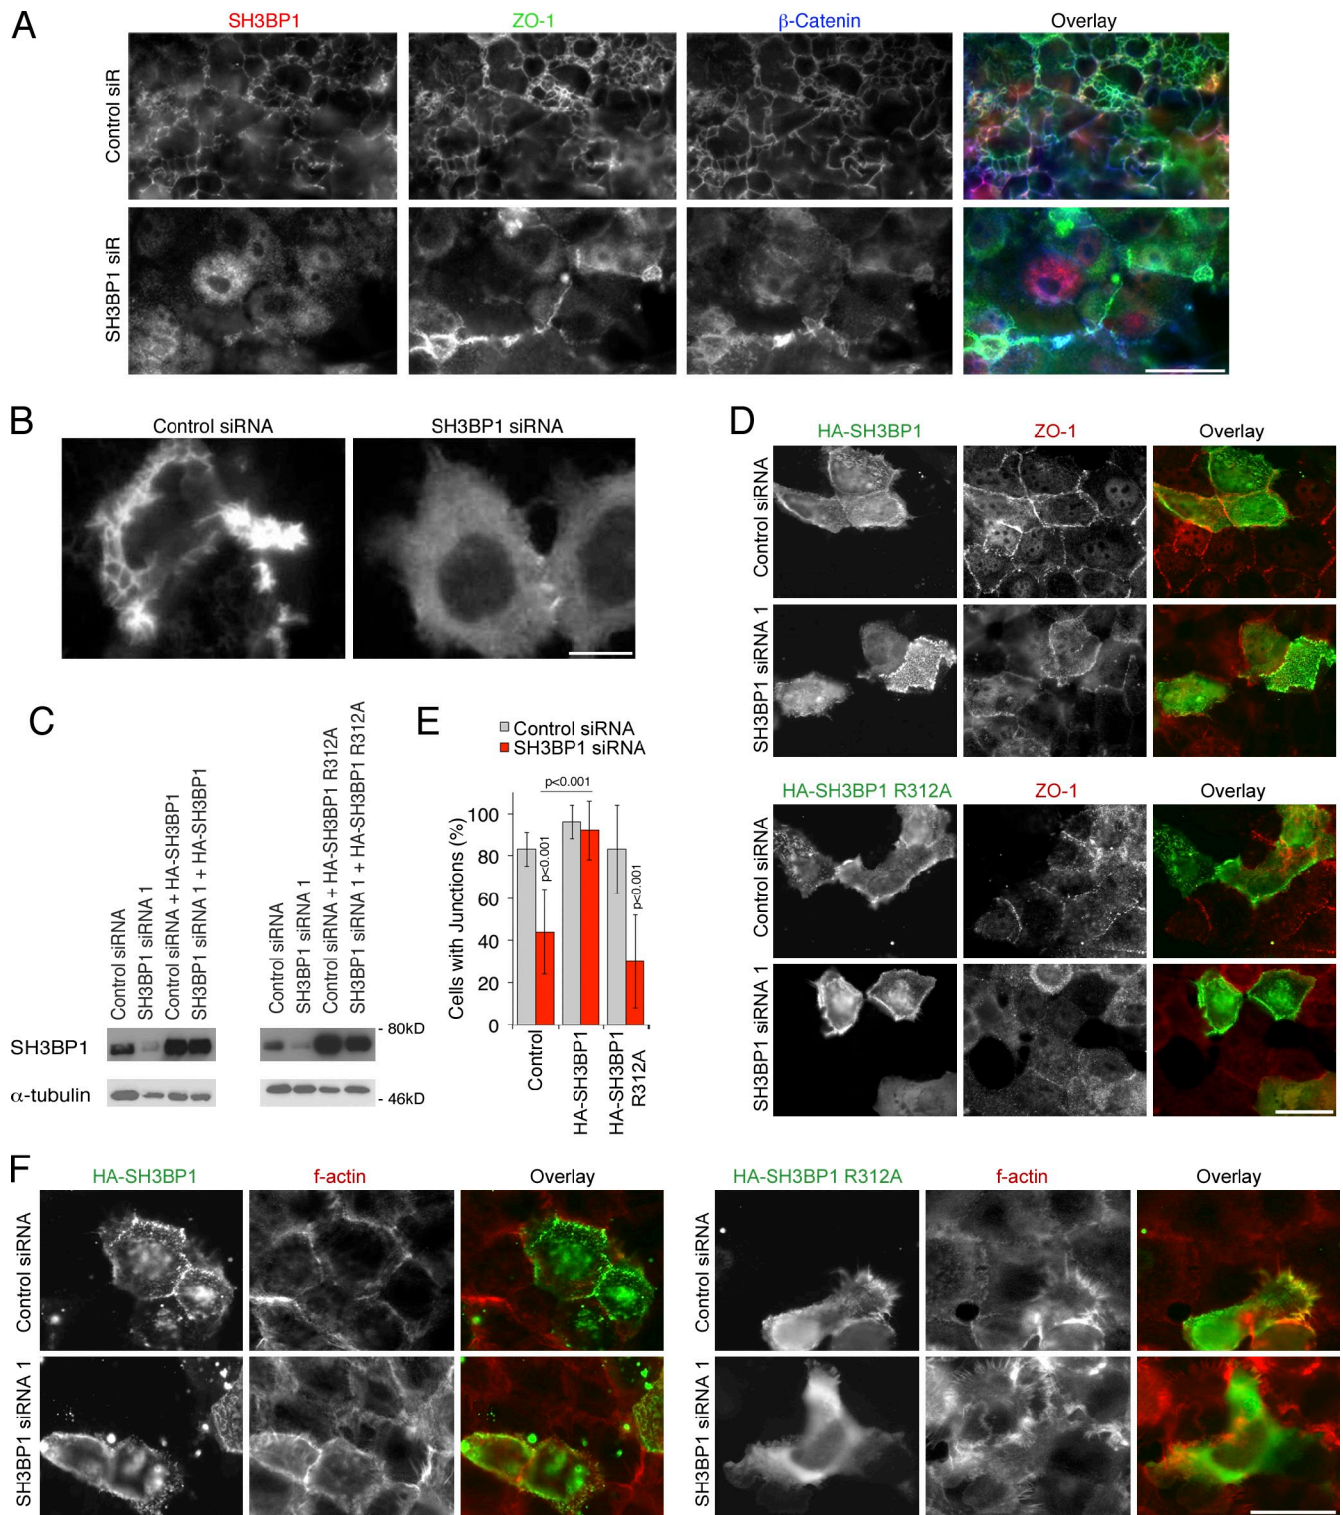 A
SH3BP1
ZO-1
β-Catenin
Overlay
Control siR
SH3BP1 siR
B
Control siRNA
SH3BP1 siRNA
C
Control siRNA
SH3BP1 siRNA 1
Control siRNA + HA-SH3BP1
SH3BP1 siRNA 1 + HA-SH3BP1
Control siRNA
SH3BP1 siRNA 1
Control siRNA + HA-SH3BP1 R312A
SH3BP1 siRNA 1 + HA-SH3BP1 R312A
SH3BP1
α-tubulin
- 80kD
- 46kD
D
HA-SH3BP1
ZO-1
Overlay
Control siRNA
SH3BP1 siRNA 1
HA-SH3BP1 R312A
ZO-1
Overlay
Control siRNA
SH3BP1 siRNA 1
E
Control siRNA
SH3BP1 siRNA
Cells with Junctions (%)
100
80
60
40
20
0
p<0.001
p<0.001
p<0.001
Control
HA-SH3BP1
HA-SH3BP1
R312A
F
HA-SH3BP1
f-actin
Overlay
Control siRNA
SH3BP1 siRNA 1
HA-SH3BP1 R312A
f-actin
Overlay
Control siRNA
SH3BP1 siRNA 1